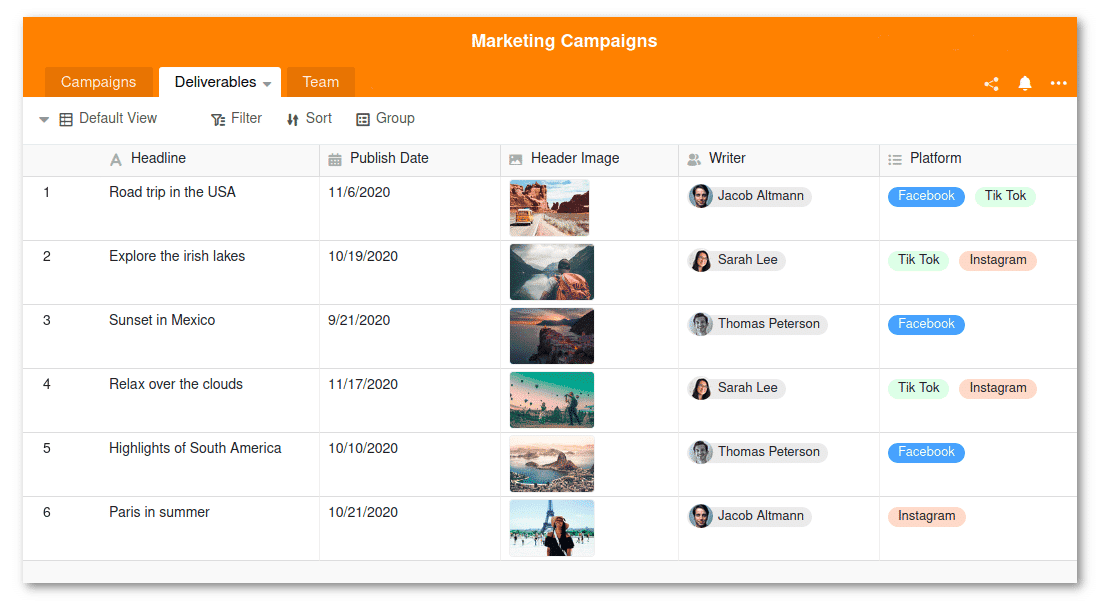 Marketing Campaigns
Campaigns Deliverables Team
Default View Filter Sort Group
Headline Publish Date Header Image Writer Platform
1 Road trip in the USA 11/6/2020 Jacob Altmann Facebook Tik Tok
2 Explore the irish lakes 10/19/2020 Sarah Lee Tik Tok Instagram
3 Sunset in Mexico 9/21/2020 Thomas Peterson Facebook
4 Relax over the clouds 11/17/2020 Sarah Lee Tik Tok Instagram
5 Highlights of South America 10/10/2020 Thomas Peterson Facebook
6 Paris in summer 10/21/2020 Jacob Altmann Instagram